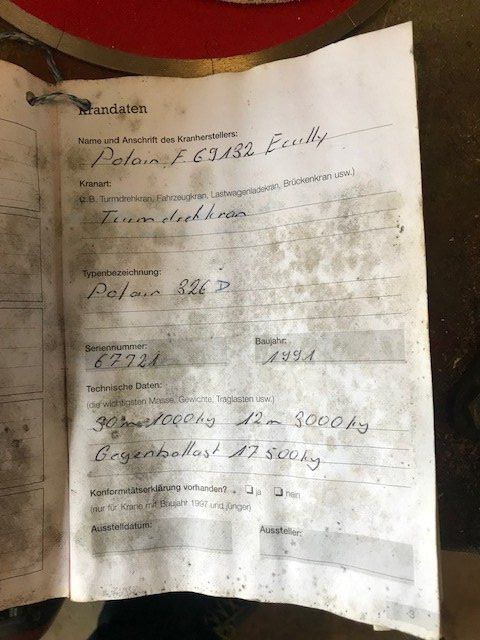 Krandaten
Name und Anschrift des Kranherstellers:
Potain F 69132 Ecully
Kranart:
(z.B. Turmdrehkran, Fahrzeugkran, Lastwagenladekran, Brückenkran usw.)
Turmdrehkran
Typenbezeichnung:
Potain 326 D
Seriennummer: Baujahr:
67721 1991
Technische Daten:
(die wichtigsten Masse, Gewichte, Traglasten usw.)
30m 1000kg 12m 3000kg
Gegenballast 17500kg
Konformitätserklärung vorhanden? ja nein
(nur für Krane mit Baujahr 1997 und jünger)
Ausstelldatum: Aussteller:
3